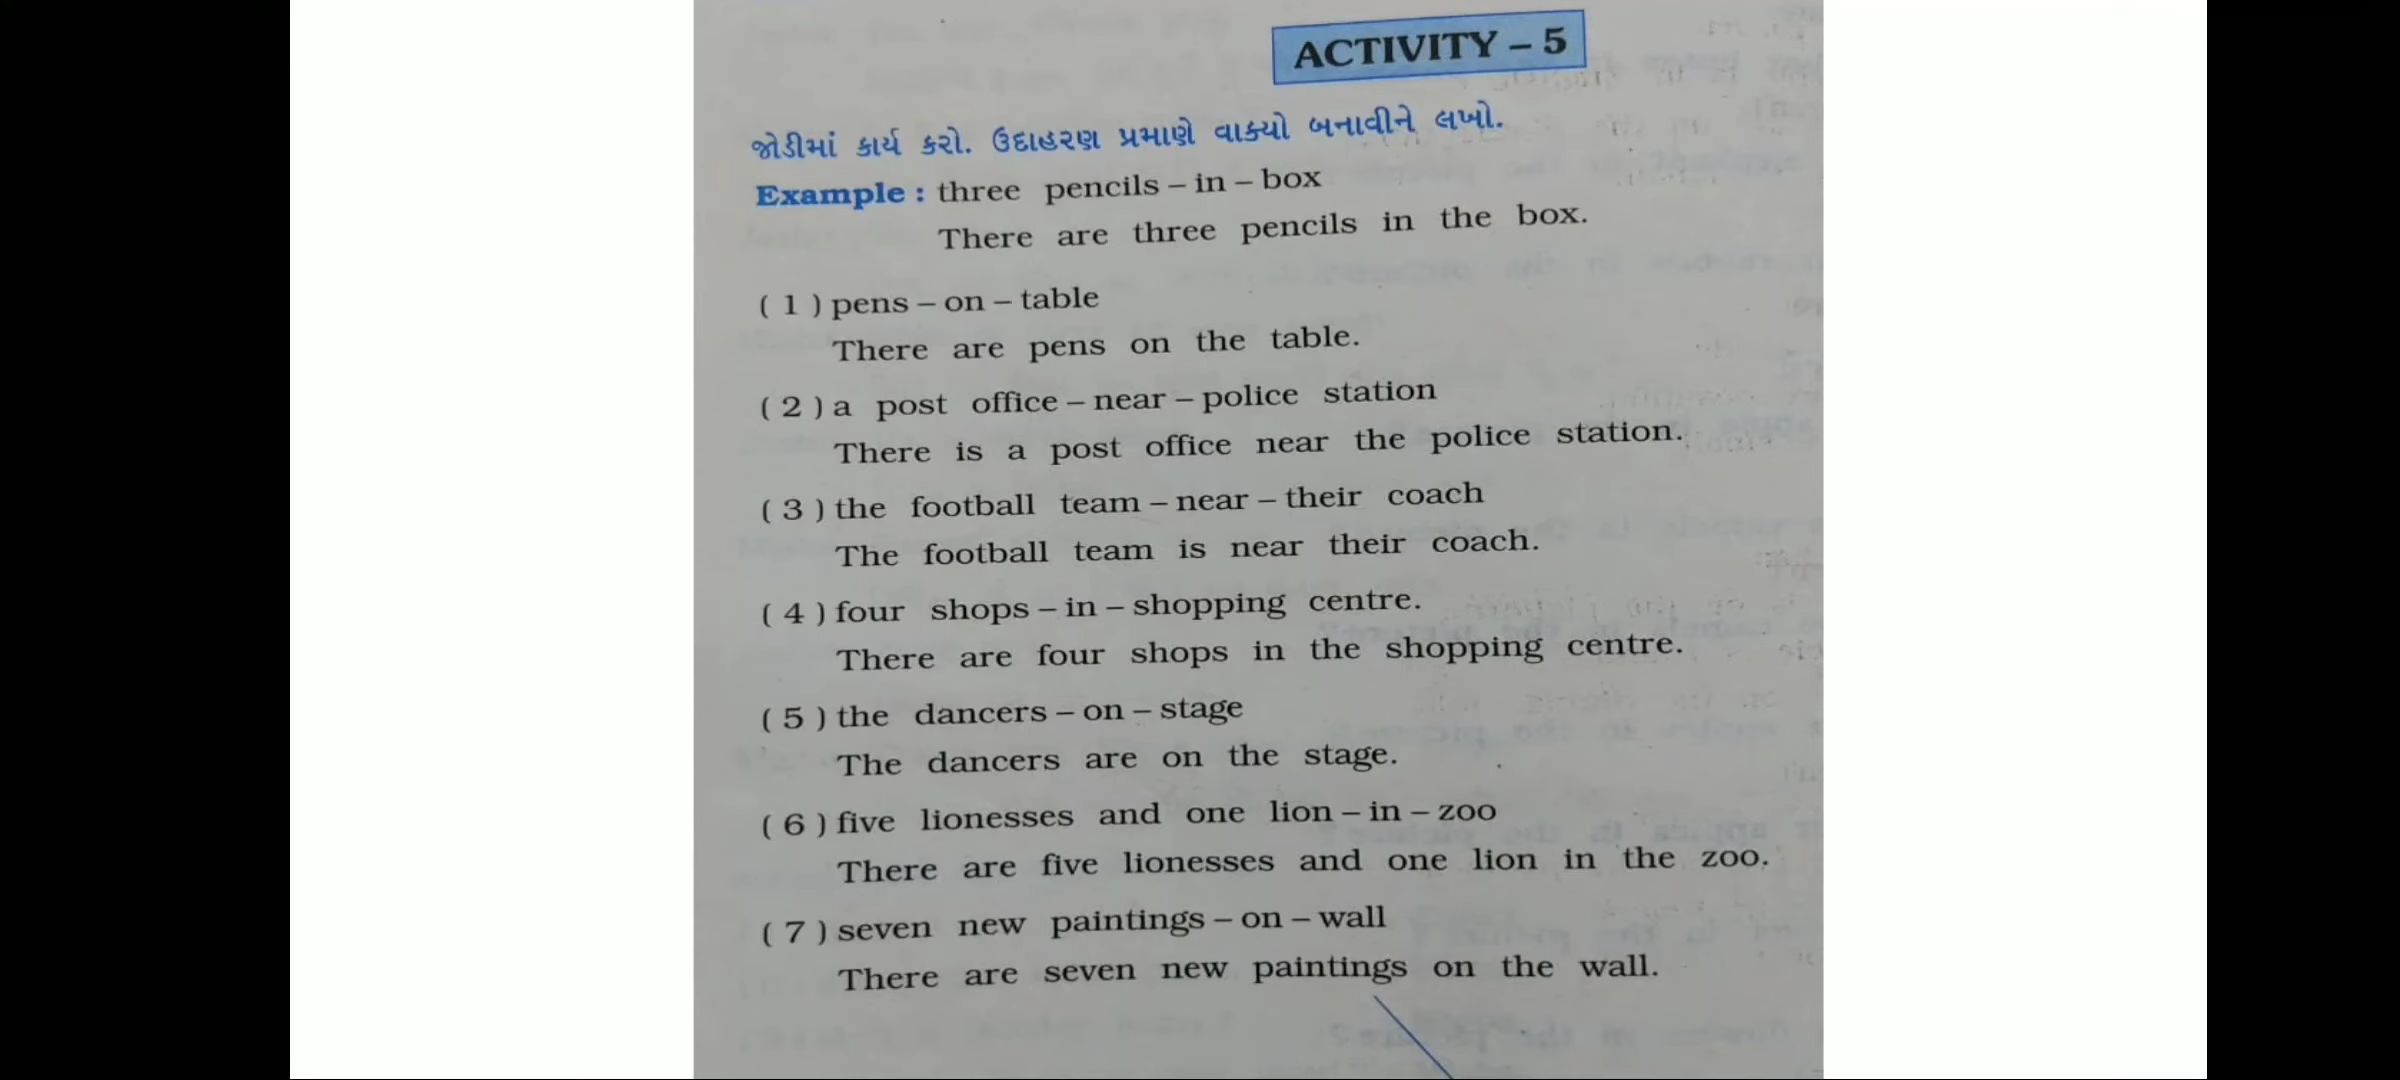 ACTIVITY – 5
જોડીમાં કાર્ય કરો. ઉદાહરણ પ્રમાણે વાક્યો બનાવીને લખો.
Example : three pencils – in – box
There are three pencils in the box.
( 1 ) pens – on – table
There are pens on the table.
( 2 ) a post office – near – police station
There is a post office near the police station.
( 3 ) the football team – near – their coach
The football team is near their coach.
( 4 ) four shops – in – shopping centre.
There are four shops in the shopping centre.
( 5 ) the dancers – on – stage
The dancers are on the stage.
( 6 ) five lionesses and one lion – in – zoo
There are five lionesses and one lion in the zoo.
( 7 ) seven new paintings – on – wall
There are seven new paintings on the wall.